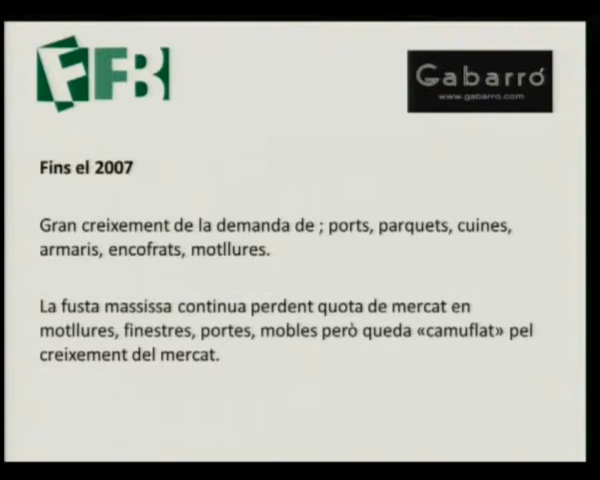 FFB
Gabarró
www.gabarro.com
Fins el 2007
Gran creixement de la demanda de ; ports, parquets, cuines,
armaris, encofrats, motllures.
La fusta massissa continua perdent quota de mercat en
motllures, finestres, portes, mobles però queda «camuflat» pel
creixement del mercat.